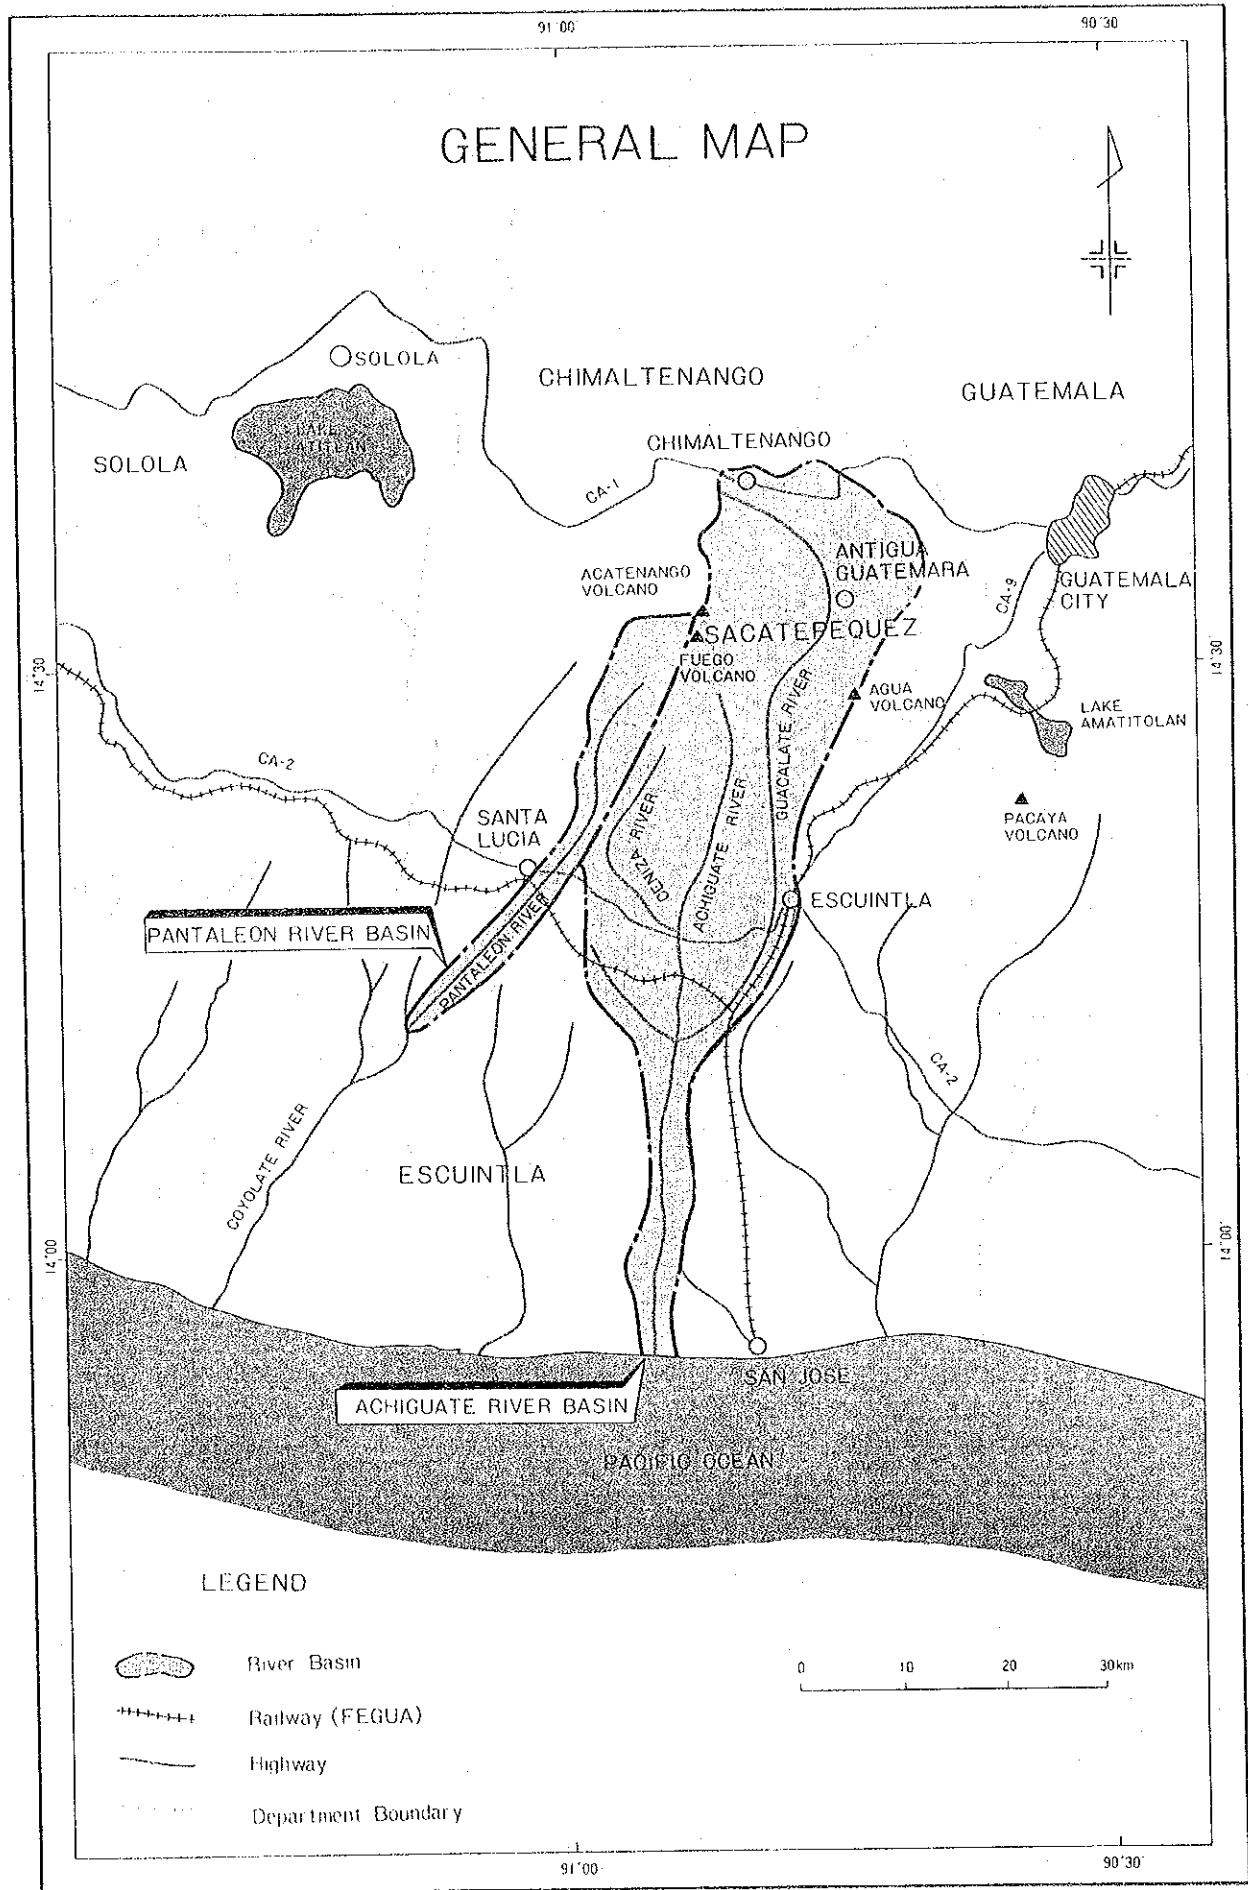 91°00'
90°30'
GENERAL MAP
SOLOLA
CHIMALTENANGO
GUATEMALA
LAKE
ATITLAN
SOLOLA
CHIMALTENANGO
CA-1
ANTIGUA
GUATEMARA
ACATENANGO
VOLCANO
CA-9
GUATEMALA
CITY
SACATEPEQUEZ
FUEGO
VOLCANO
14°30'
14°30'
AGUA
VOLCANO
LAKE
AMATITOLAN
CA-2
GUACALATE RIVER
SANTA
LUCIA
PACAYA
VOLCANO
CENIZA RIVER
ACHIGUATE RIVER
ESCUINTLA
PANTALEON RIVER BASIN
PANTALEON RIVER
CA-2
COYOLATE RIVER
ESCUINTLA
14°00'
14°00'
SAN JOSE
ACHIGUATE RIVER BASIN
PACIFIC OCEAN
LEGEND
River Basin
0 10 20 30km
Railway (FEGUA)
Highway
Department Boundary
91°00'
90°30'